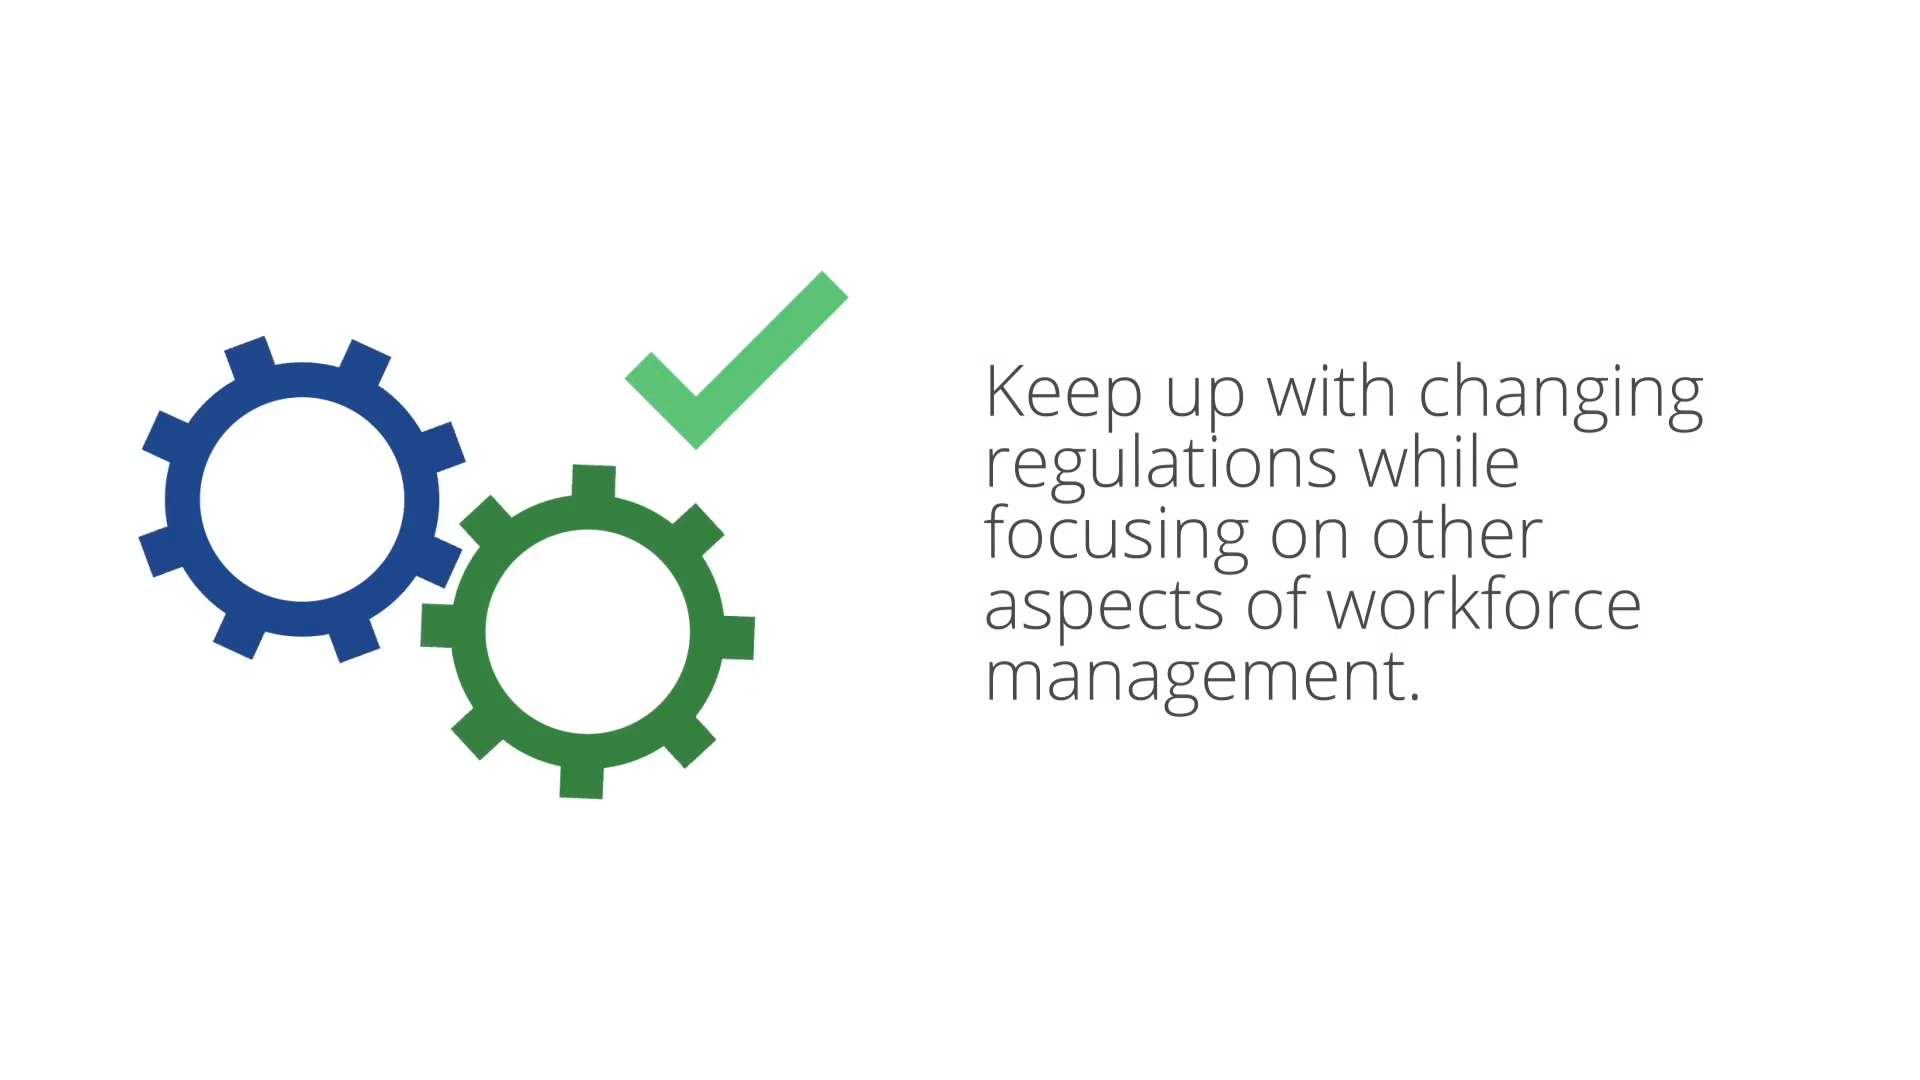 Keep up with changing
regulations while
focusing on other
aspects of workforce
management.